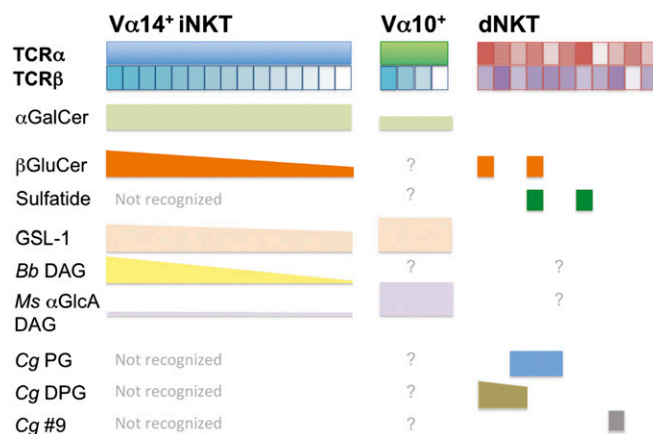 Vα14⁺ iNKT Vα10⁺ dNKT
TCRα
TCRβ
αGalCer
βGluCer ?
Sulfatide Not recognized ?
GSL-1
Bb DAG ? ?
Ms αGlcA ?
DAG
Cg PG Not recognized ?
Cg DPG Not recognized ?
Cg #9 Not recognized ?